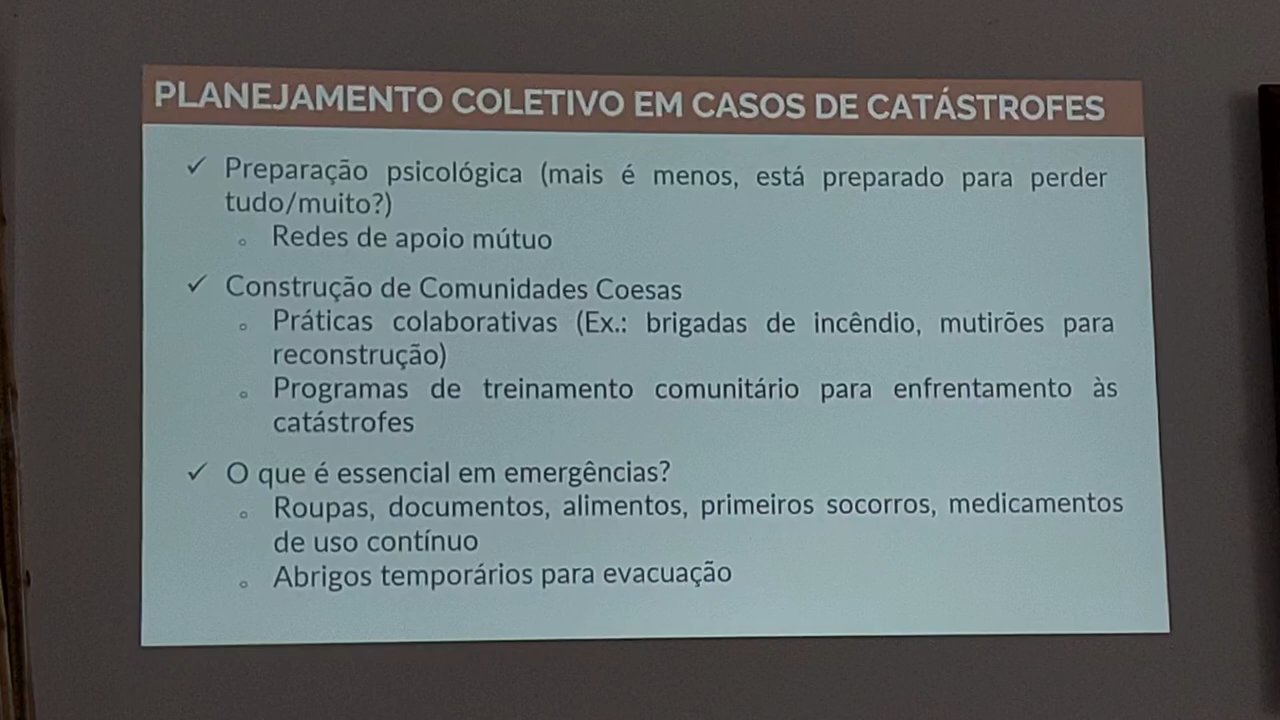 PLANEJAMENTO COLETIVO EM CASOS DE CATÁSTROFES
✓ Preparação psicológica (mais é menos, está preparado para perder
tudo/muito?)
◦ Redes de apoio mútuo
✓ Construção de Comunidades Coesas
◦ Práticas colaborativas (Ex.: brigadas de incêndio, mutirões para
reconstrução)
◦ Programas de treinamento comunitário para enfrentamento às
catástrofes
✓ O que é essencial em emergências?
◦ Roupas, documentos, alimentos, primeiros socorros, medicamentos
de uso contínuo
◦ Abrigos temporários para evacuação